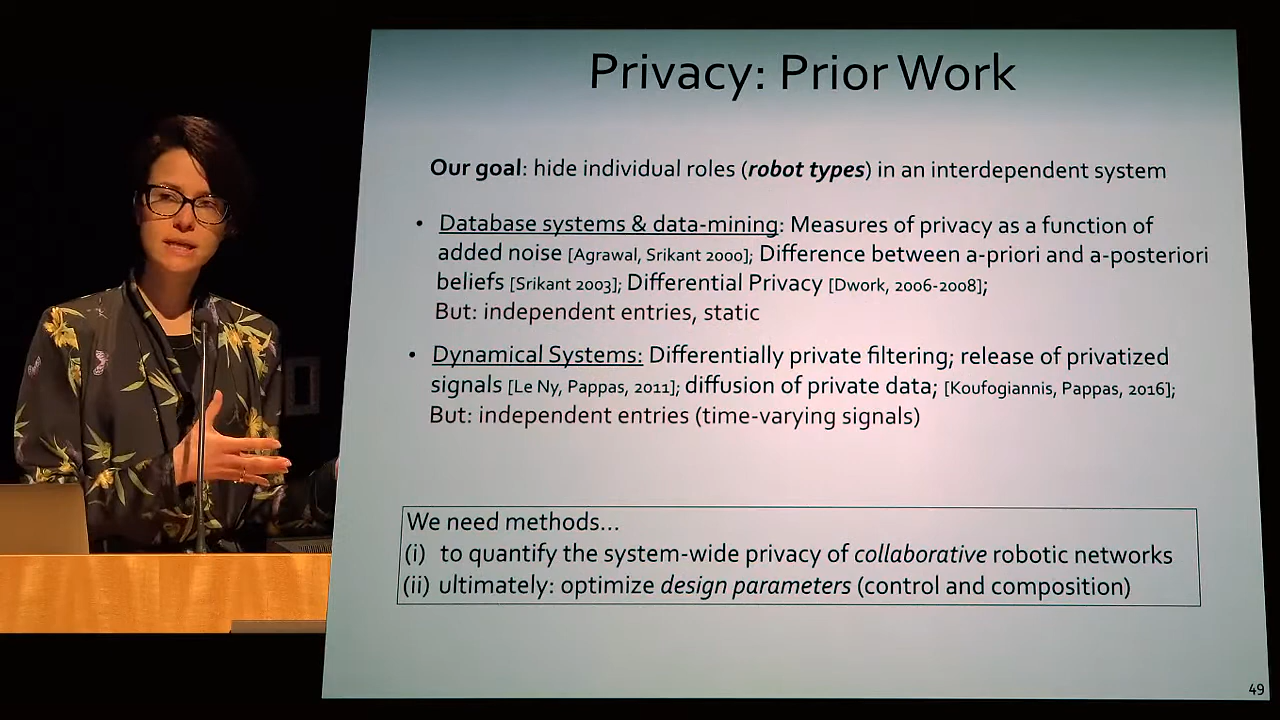 Privacy: Prior Work
Our goal: hide individual roles (robot types) in an interdependent system
• Database systems & data-mining: Measures of privacy as a function of
added noise [Agrawal, Srikant 2000]; Difference between a-priori and a-posteriori
beliefs [Srikant 2003]; Differential Privacy [Dwork, 2006-2008];
But: independent entries, static
• Dynamical Systems: Differentially private filtering; release of privatized
signals [Le Ny, Pappas, 2011]; diffusion of private data; [Koufogiannis, Pappas, 2016];
But: independent entries (time-varying signals)
We need methods...
(i) to quantify the system-wide privacy of collaborative robotic networks
(ii) ultimately: optimize design parameters (control and composition)
49